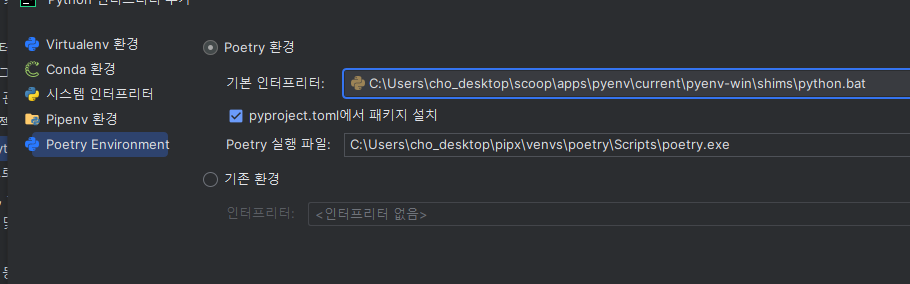 Python 인터프리터 추가
Virtualenv 환경
Conda 환경
시스템 인터프리터
Pipenv 환경
Poetry Environment
Poetry 환경
기본 인터프리터: C:\Users\cho_desktop\scoop\apps\pyenv\current\pyenv-win\shims\python.bat
pyproject.toml에서 패키지 설치
Poetry 실행 파일: C:\Users\cho_desktop\pipx\venvs\poetry\Scripts\poetry.exe
기존 환경
인터프리터: <인터프리터 없음>